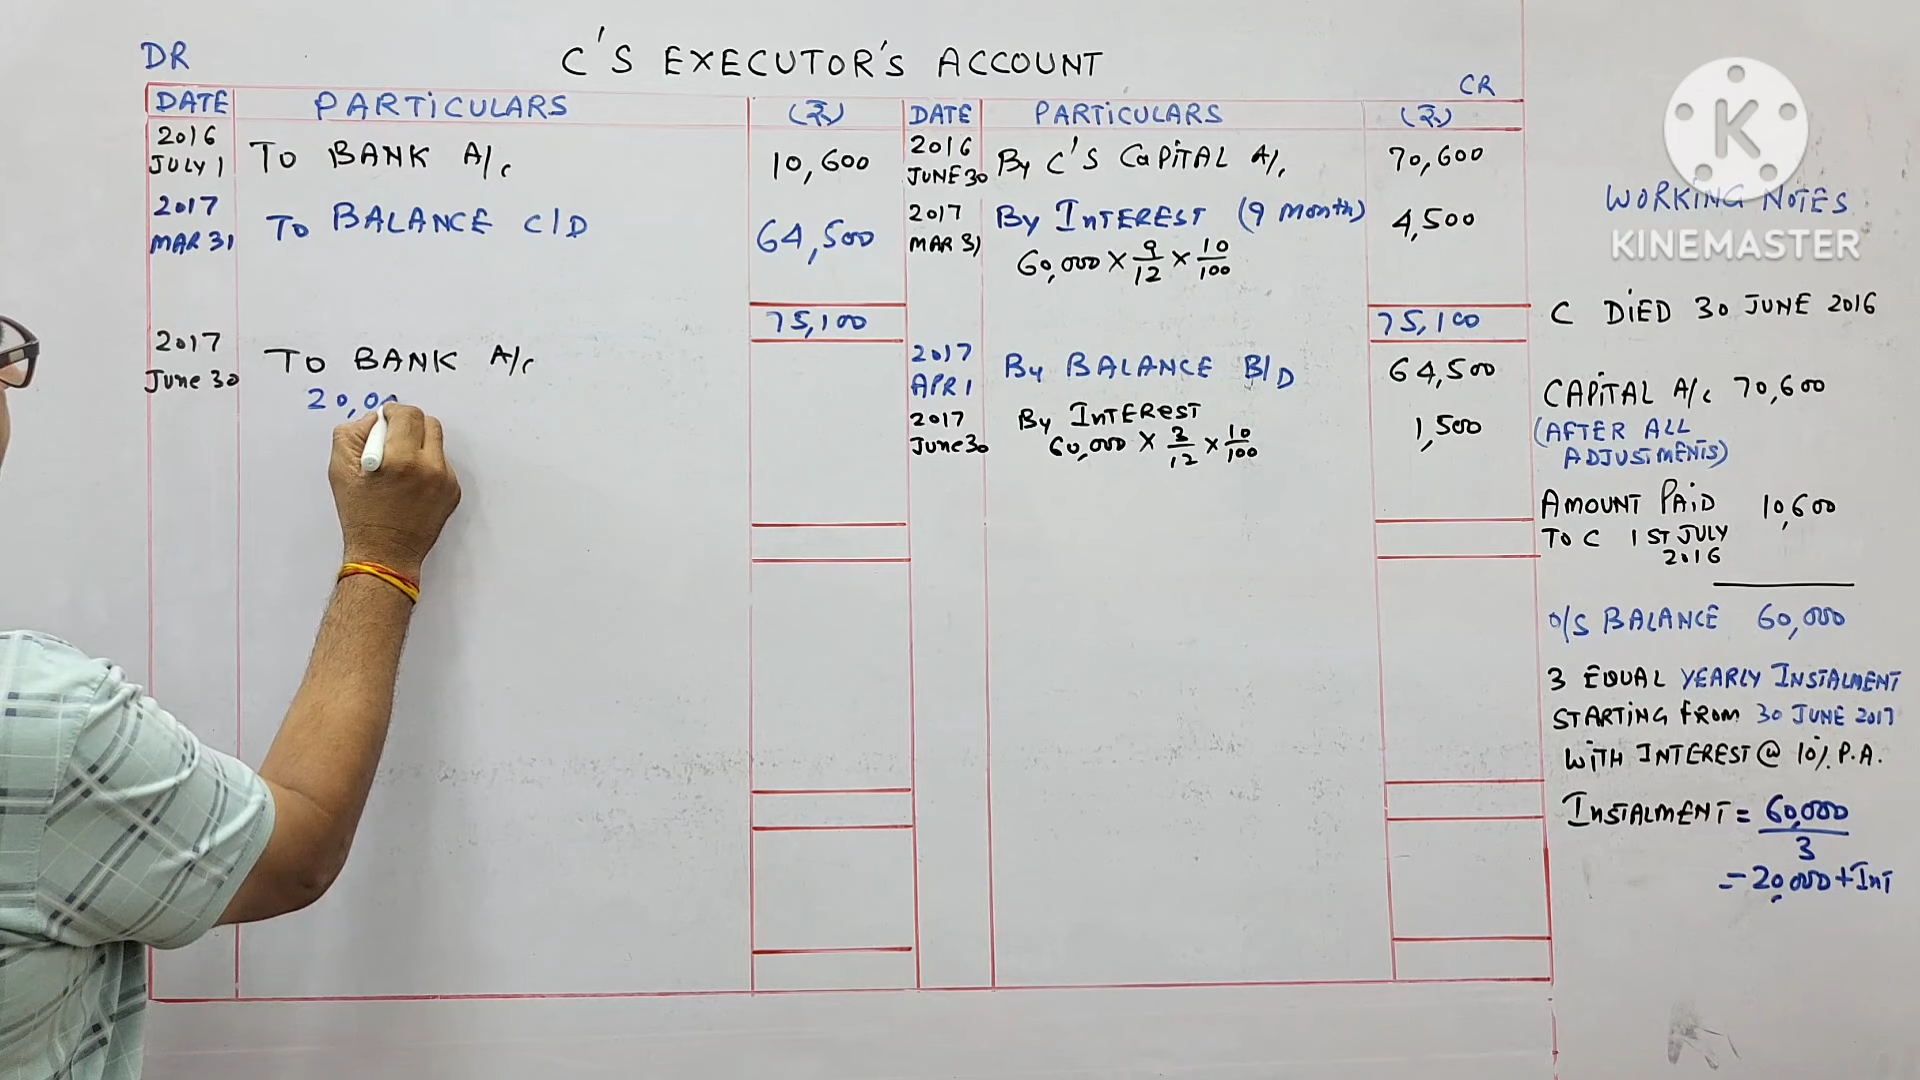 DR
C'S EXECUTOR'S ACCOUNT
CR
DATE PARTICULARS (₹) DATE PARTICULARS (₹)
2016
JULY 1 TO BANK A/c 10,600
2017
MAR 31 To BALANCE C/D 64,500
75,100
2017
June 30 TO BANK A/c
20,00
2016
JUNE 30 By C'S CaPiTAL A/c 70,600
2017
MAR 31 By InTEREST (9 Month) 4,500
60,000 × 9/12 × 10/100
75,100
2017
APR 1 By BALANCE B/D 64,500
2017
June 30 By InTEResT 1,500
60,000 × 3/12 × 10/100
K
WORKING NOTES
KINEMASTER
C DiED 30 JUNE 2016
CAPiTAL A/c 70,600
(AFTER ALL
ADJUSTMENTS)
AMOUNT PAiD 10,600
TO C 1 ST JULY
2016
O/S BALANCE 60,000
3 EQUAL YEARLY INSTALMENT
STARTiNG FROM 30 JUNE 2017
WiTH INTEREST @ 10% P.A.
INSTALMENT = 60,000
3
= 20,000 + InT